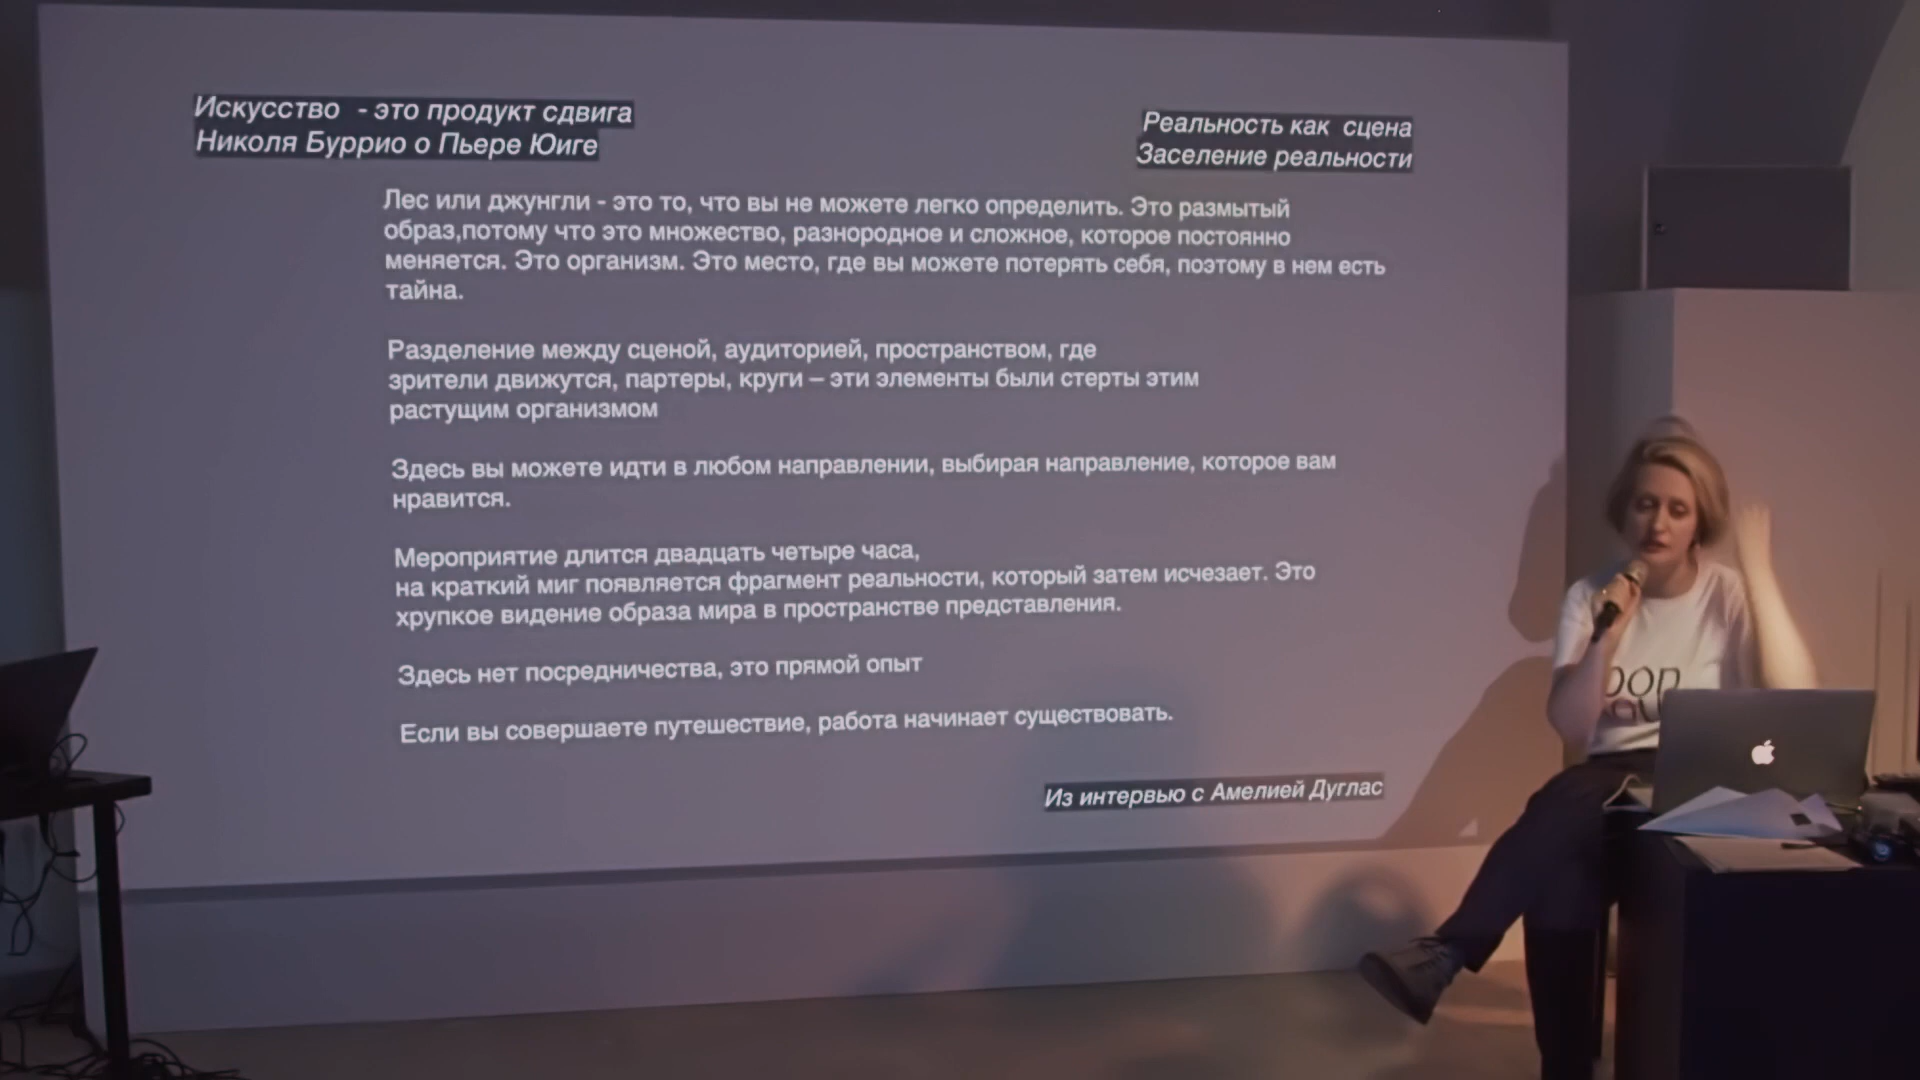 Искусство - это продукт сдвига
Николя Буррио о Пьере Юиге
Реальность как сцена
Заселение реальности
Лес или джунгли - это то, что вы не можете легко определить. Это размытый
образ,потому что это множество, разнородное и сложное, которое постоянно
меняется. Это организм. Это место, где вы можете потерять себя, поэтому в нем есть
тайна.
Разделение между сценой, аудиторией, пространством, где
зрители движутся, партеры, круги – эти элементы были стерты этим
растущим организмом
Здесь вы можете идти в любом направлении, выбирая направление, которое вам
нравится.
Мероприятие длится двадцать четыре часа,
на краткий миг появляется фрагмент реальности, который затем исчезает. Это
хрупкое видение образа мира в пространстве представления.
Здесь нет посредничества, это прямой опыт
Если вы совершаете путешествие, работа начинает существовать.
Из интервью с Амелией Дуглас